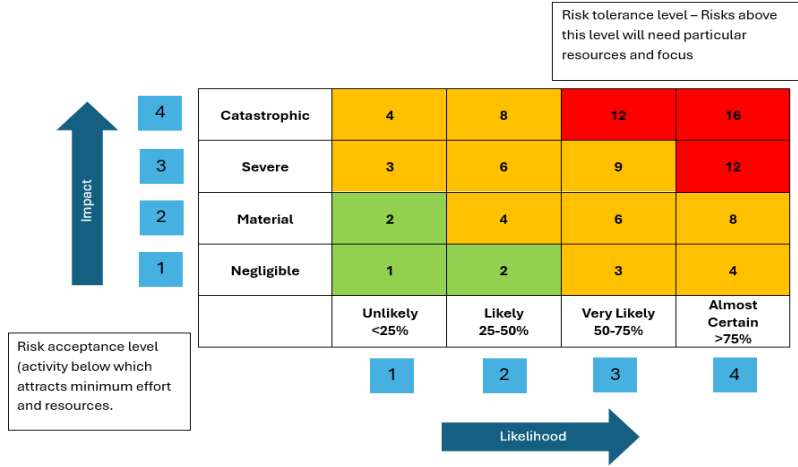 Risk tolerance level – Risks above
this level will need particular
resources and focus
4 Catastrophic 4 8 12 16
3 Severe 3 6 9 12
Impact
2 Material 2 4 6 8
1 Negligible 1 2 3 4
Unlikely
<25%
Likely
25-50%
Very Likely
50-75%
Almost
Certain
>75%
Risk acceptance level
(activity below which
attracts minimum effort
and resources.
1 2 3 4
Likelihood